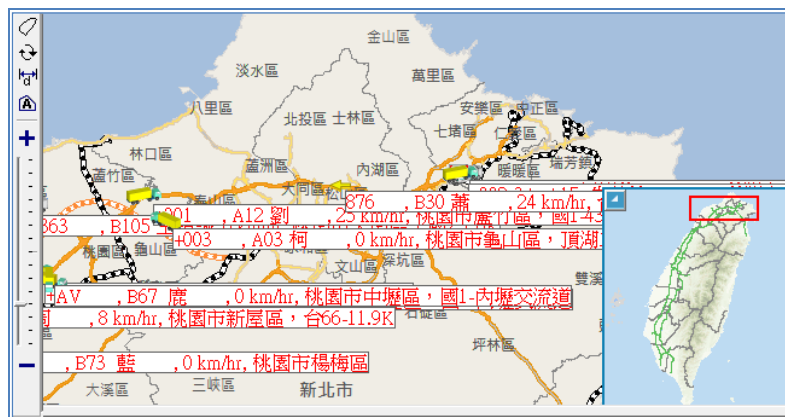 金山區
淡水區
萬里區
八里區
安樂區 中正區
北投區 士林區
七堵區 仁愛區
林口區
蘆洲區 內湖區 暖暖區 瑞芳鎮
蘆竹區
大同區 松山
876 , B30 蕭 , 24 km/hr,
001 , A12 劉 , 25 km/hr, 桃園市蘆竹區，國1-43
863 , B105
+003 , A03 柯 , 0 km/hr, 桃園市龜山區，頂湖
桃園區 龜山
文山區 深坑區
雙溪
+AV , B67 鹿 , 0 km/hr, 桃園市中壢區，國1-內壢交流道
石碇區
, 8 km/hr, 桃園市新屋區，台66-11.9K
坪林區
, B73 藍 , 0 km/hr, 桃園市楊梅區
大溪區 三峽區 新北市